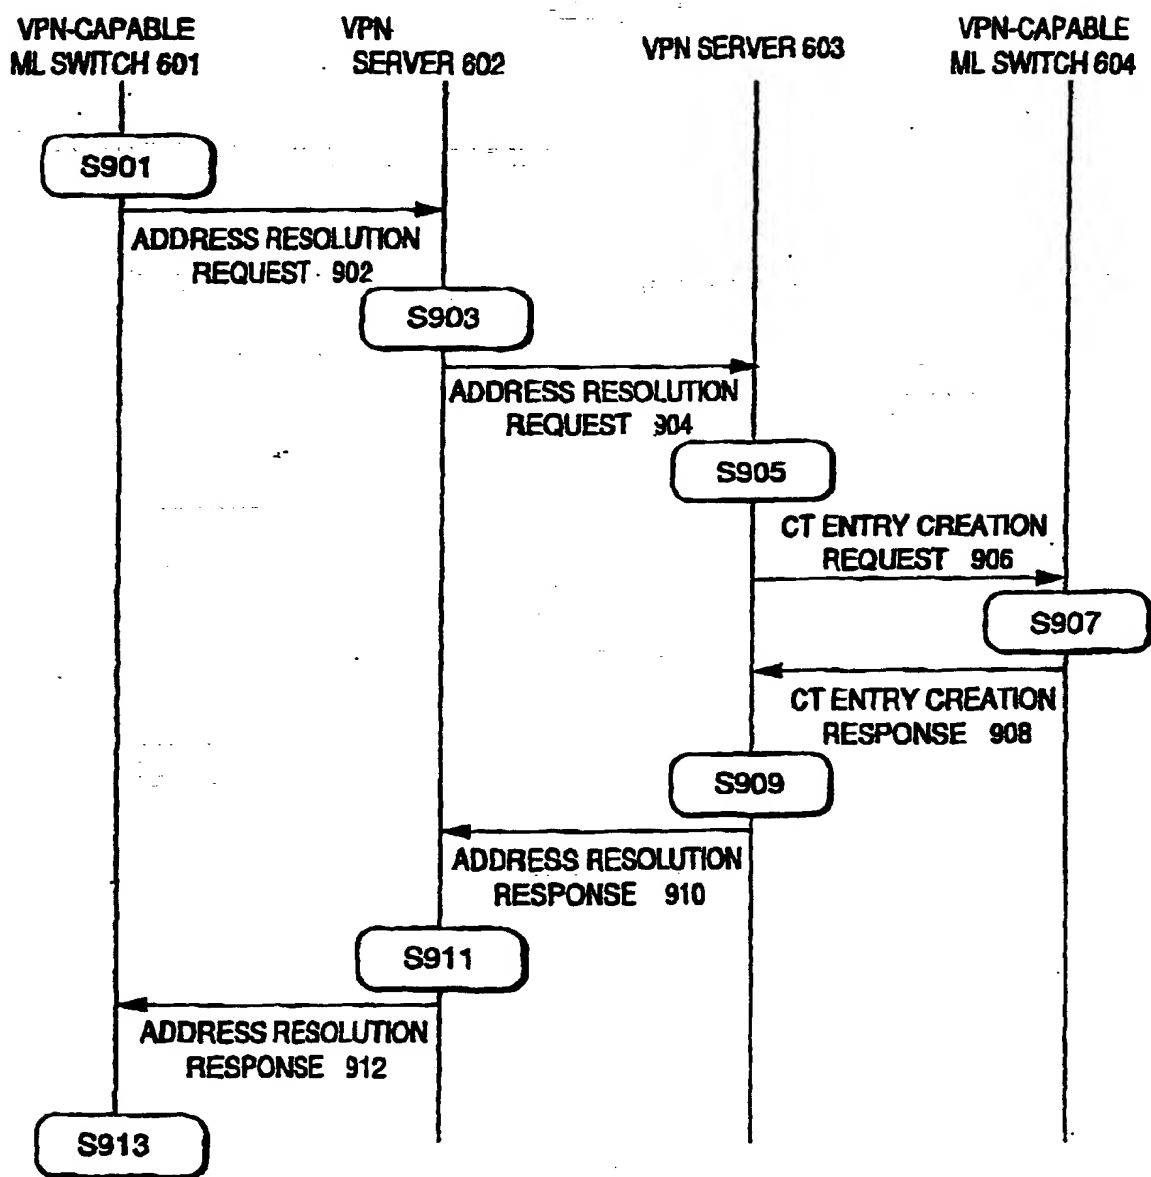 VPN-CAPABLE
ML SWITCH 601
VPN
SERVER 602
VPN SERVER 603
VPN-CAPABLE
ML SWITCH 604
S901
ADDRESS RESOLUTION
REQUEST 902
S903
ADDRESS RESOLUTION
REQUEST 904
S905
CT ENTRY CREATION
REQUEST 906
S907
CT ENTRY CREATION
RESPONSE 908
S909
ADDRESS RESOLUTION
RESPONSE 910
S911
ADDRESS RESOLUTION
RESPONSE 912
S913